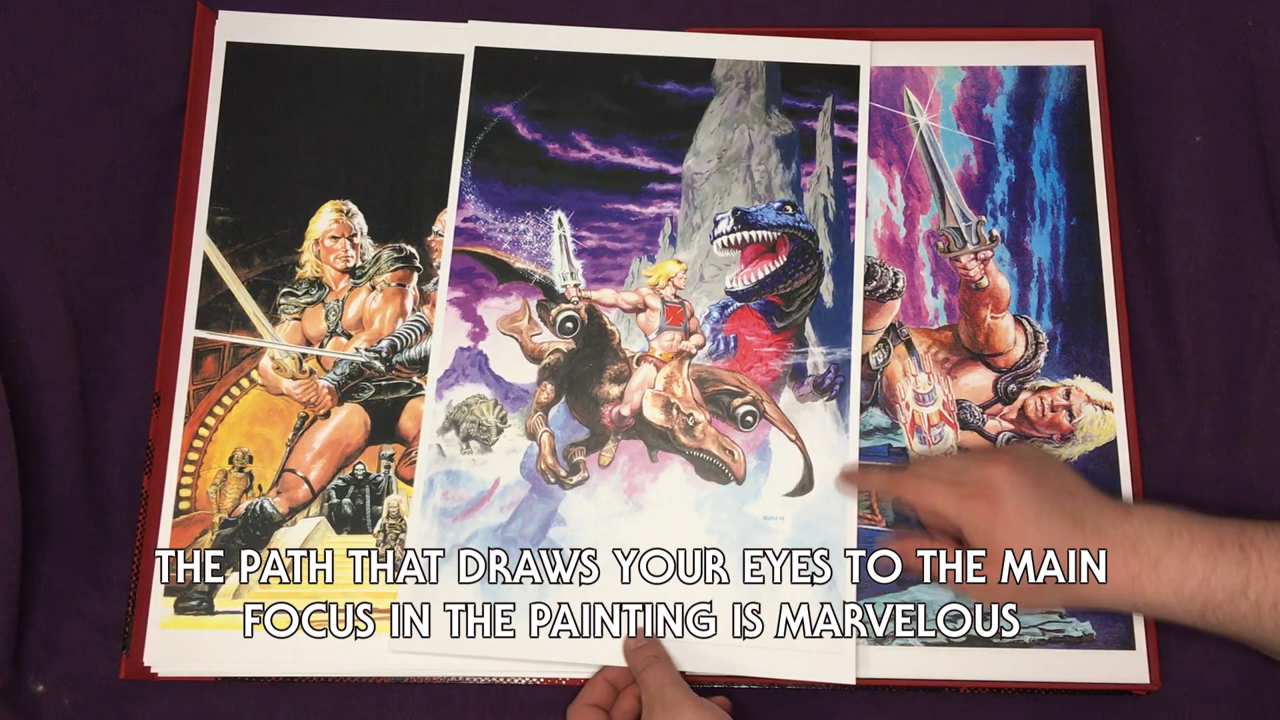 THE PATH THAT DRAWS YOUR EYES TO THE MAIN
FOCUS IN THE PAINTING IS MARVELOUS